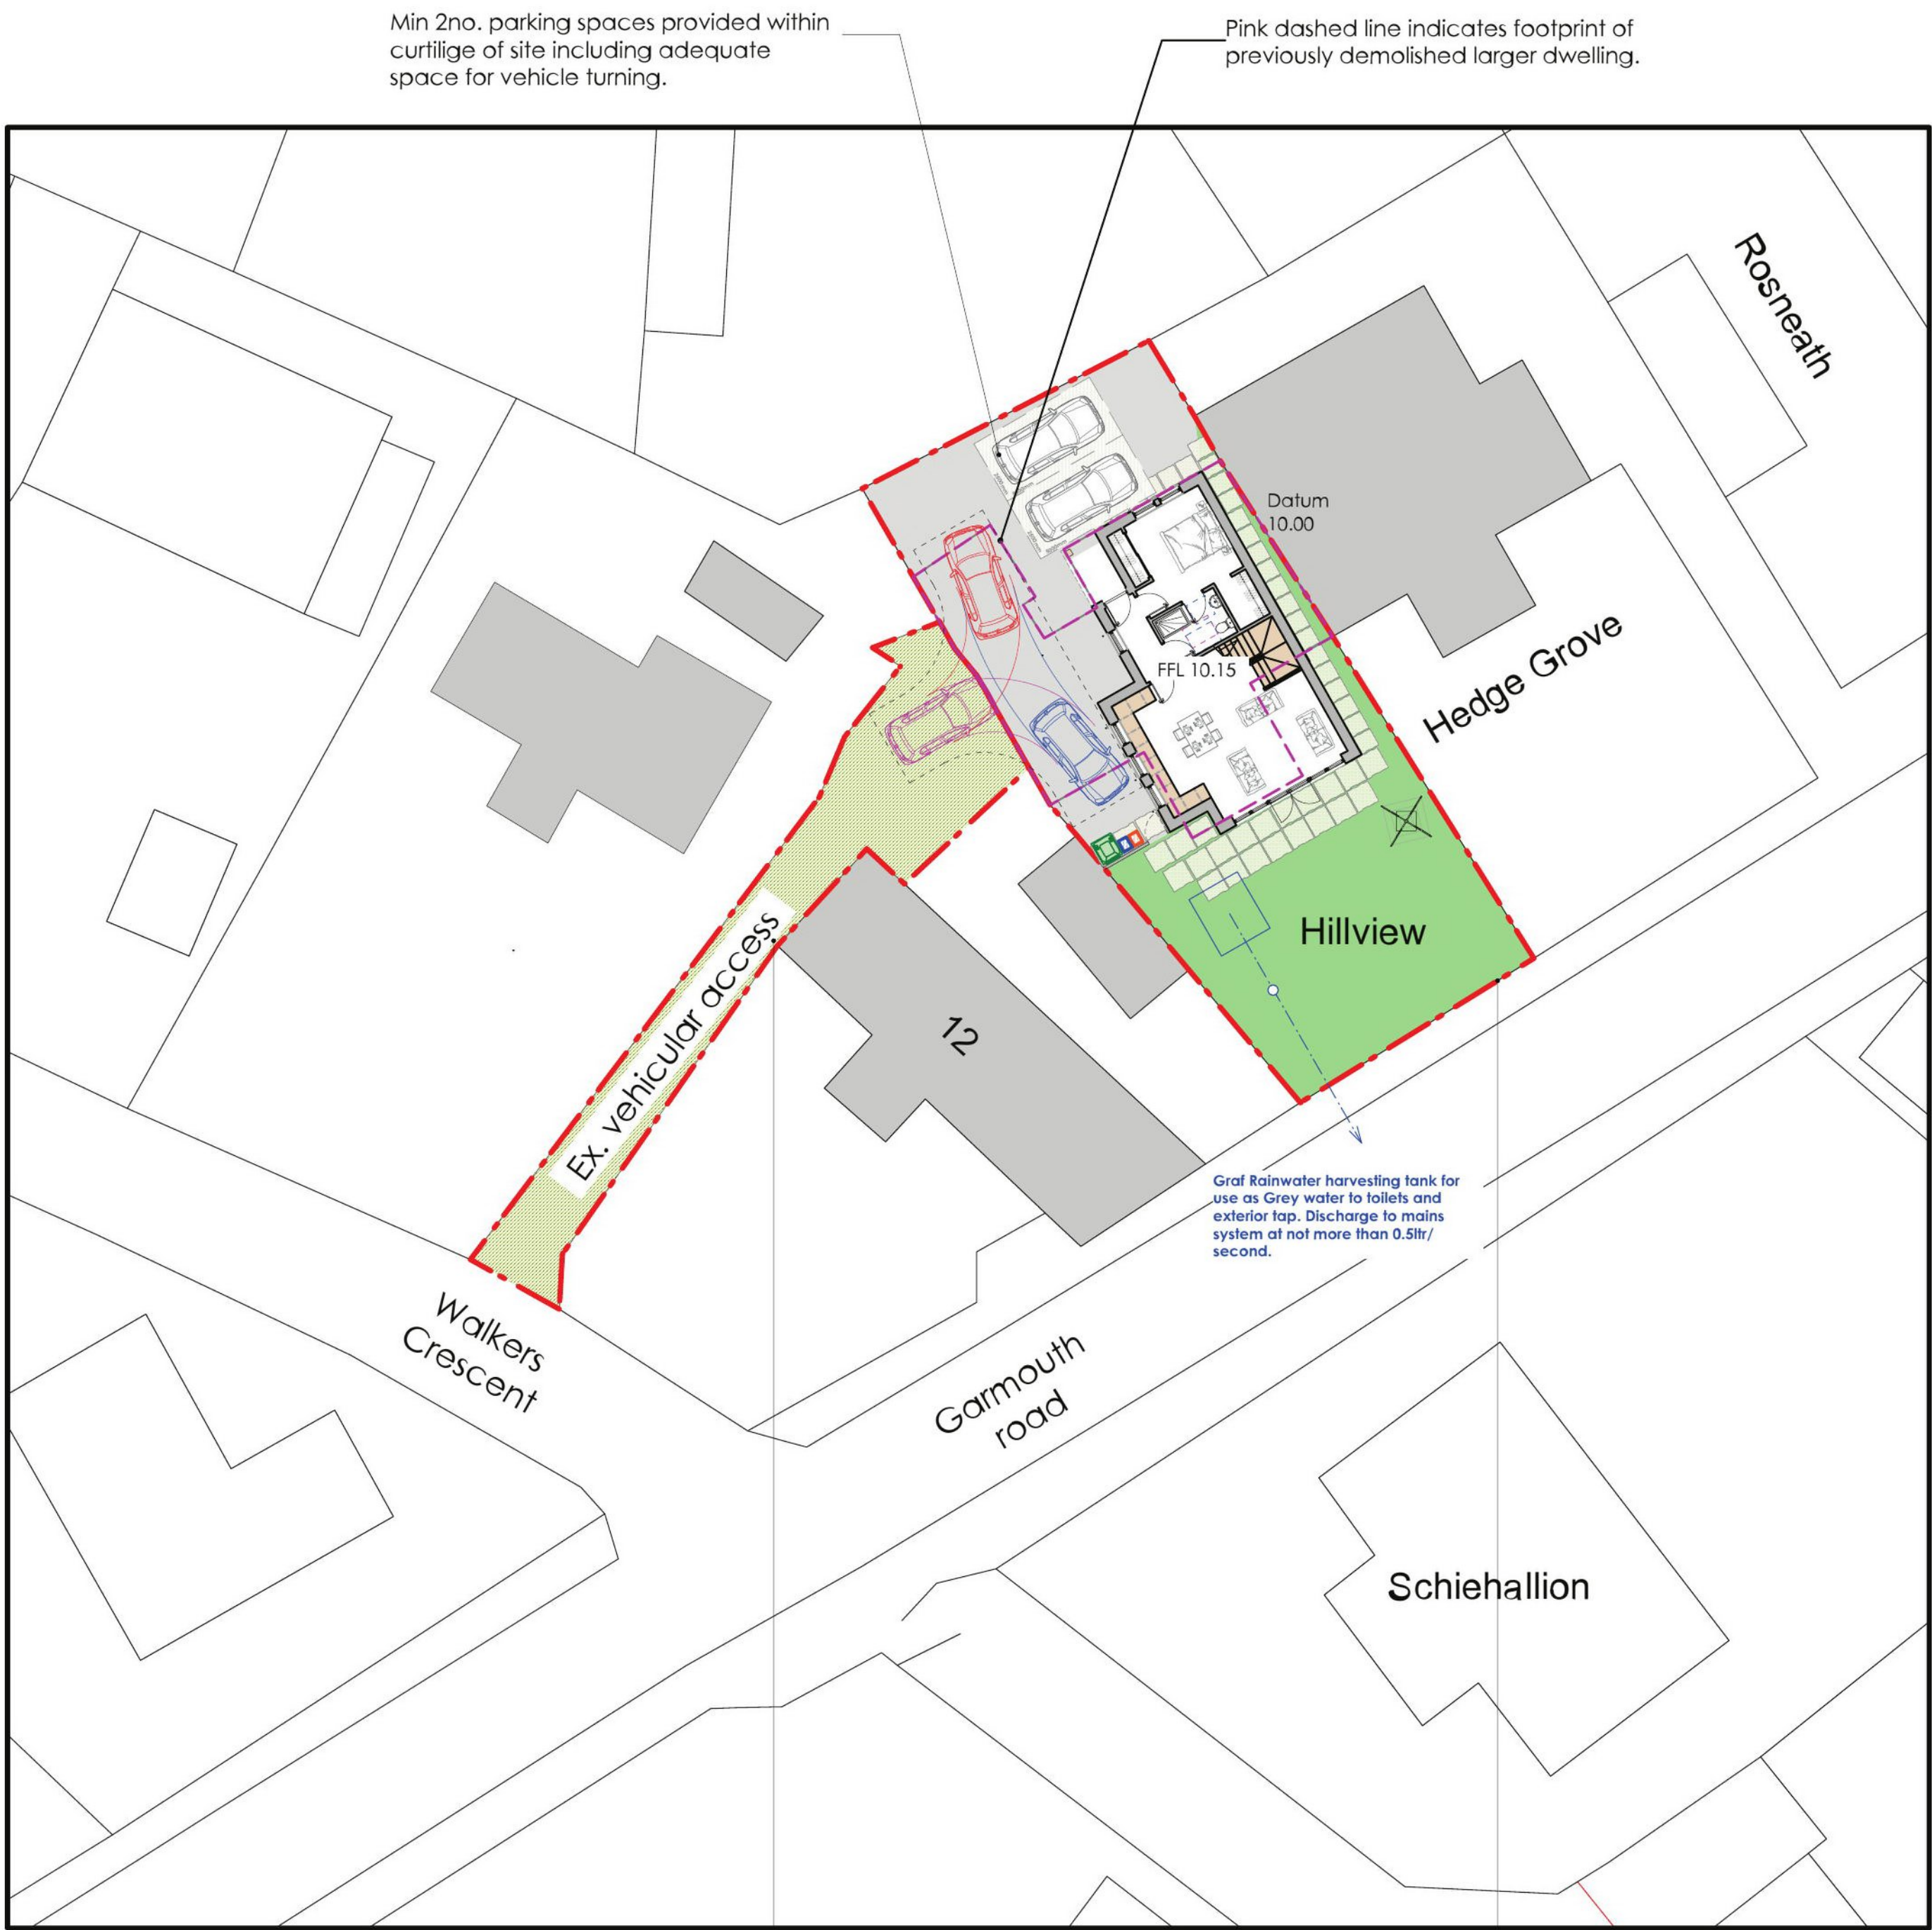 Min 2no. parking spaces provided within
curtilige of site including adequate
space for vehicle turning.
Pink dashed line indicates footprint of
previously demolished larger dwelling.
Rosneath
Datum
10.00
Hedge Grove
FFL 10.15
Hillview
Ex. vehicular access
12
Graf Rainwater harvesting tank for
use as Grey water to toilets and
exterior tap. Discharge to mains
system at not more than 0.5ltr/
second.
Walkers
Crescent
Garmouth
road
Schiehallion